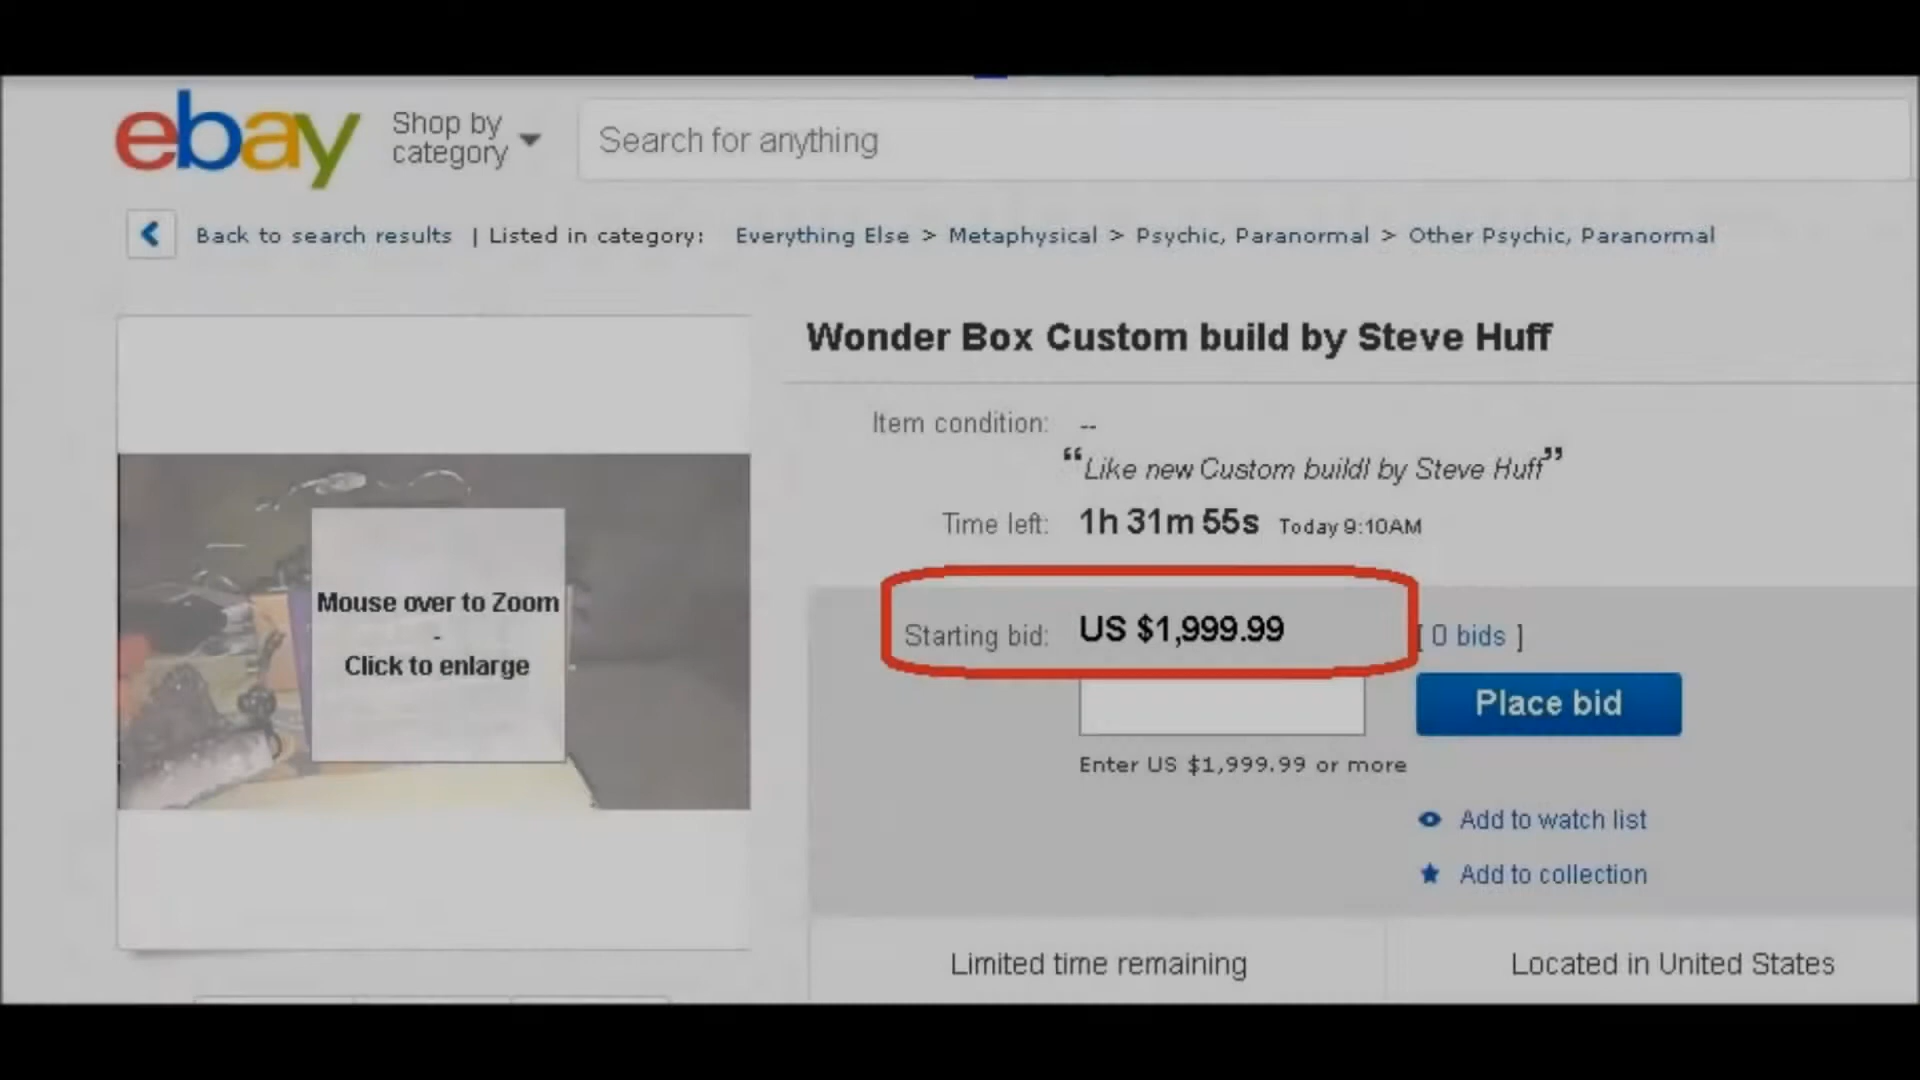 ebay
Shop by category
Search for anything
Back to search results | Listed in category: Everything Else > Metaphysical > Psychic, Paranormal > Other Psychic, Paranormal
Wonder Box Custom build by Steve Huff
Item condition: --
“Like new Custom buildl by Steve Huff”
Time left: 1h 31m 55s Today 9:10AM
Mouse over to Zoom
-
Click to enlarge
Starting bid: US $1,999.99 [ 0 bids ]
Place bid
Enter US $1,999.99 or more
Add to watch list
Add to collection
Limited time remaining
Located in United States